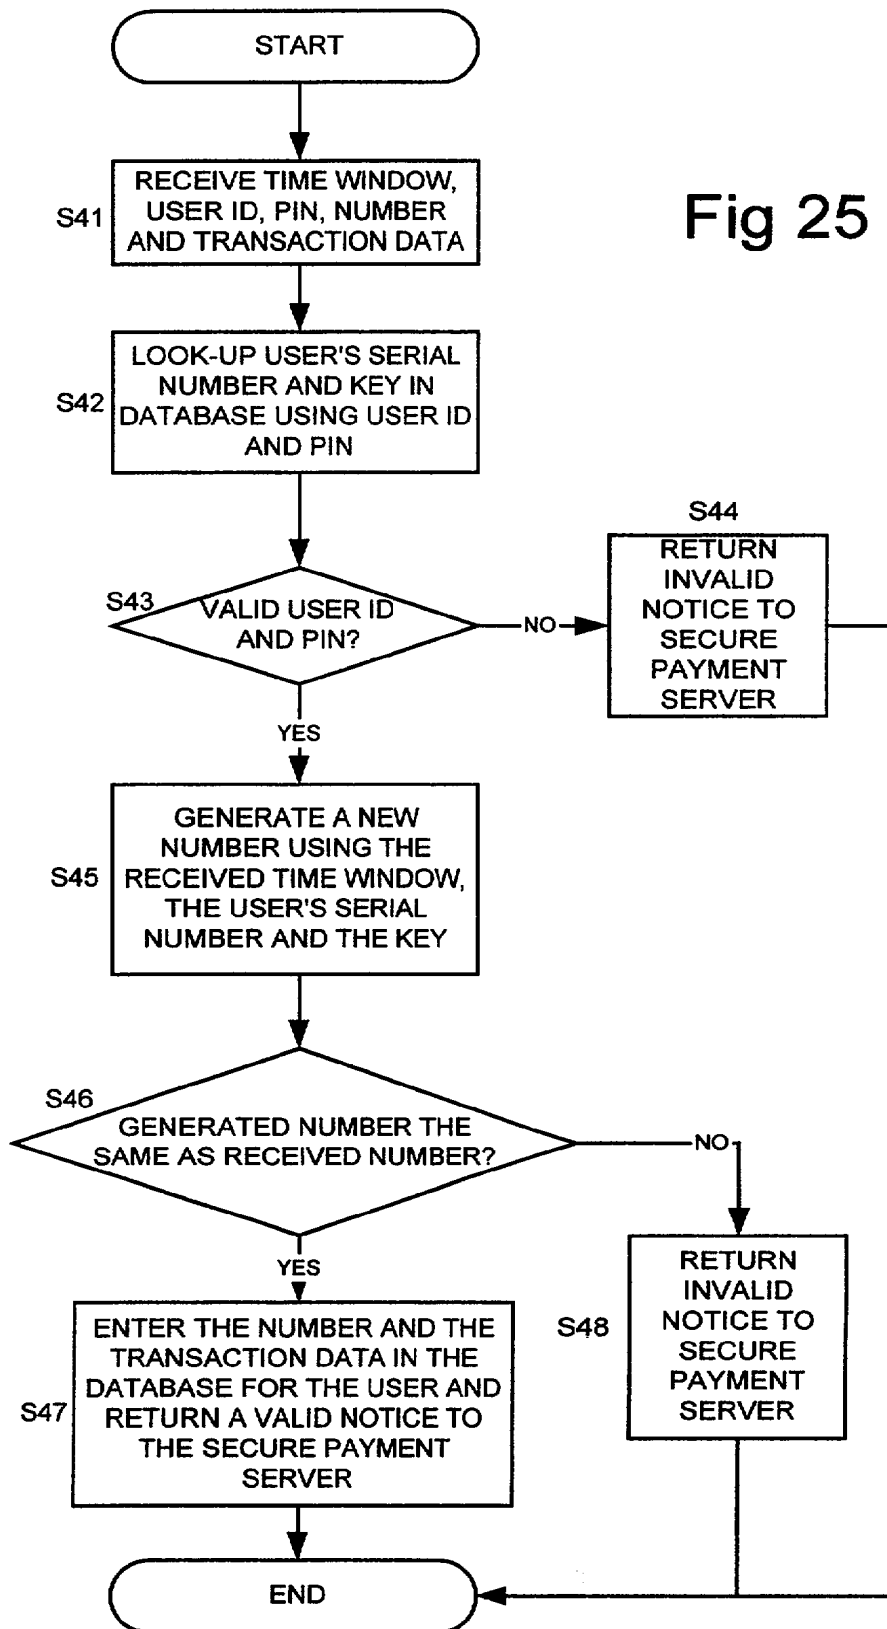 START
Fig 25
S41
RECEIVE TIME WINDOW,
USER ID, PIN, NUMBER
AND TRANSACTION DATA
S42
LOOK-UP USER'S SERIAL
NUMBER AND KEY IN
DATABASE USING USER ID
AND PIN
S43
VALID USER ID
AND PIN?
NO
S44
RETURN
INVALID
NOTICE TO
SECURE
PAYMENT
SERVER
YES
S45
GENERATE A NEW
NUMBER USING THE
RECEIVED TIME WINDOW,
THE USER'S SERIAL
NUMBER AND THE KEY
S46
GENERATED NUMBER THE
SAME AS RECEIVED NUMBER?
NO
YES
S47
ENTER THE NUMBER AND THE
TRANSACTION DATA IN THE
DATABASE FOR THE USER AND
RETURN A VALID NOTICE TO
THE SECURE PAYMENT
SERVER
S48
RETURN
INVALID
NOTICE TO
SECURE
PAYMENT
SERVER
END